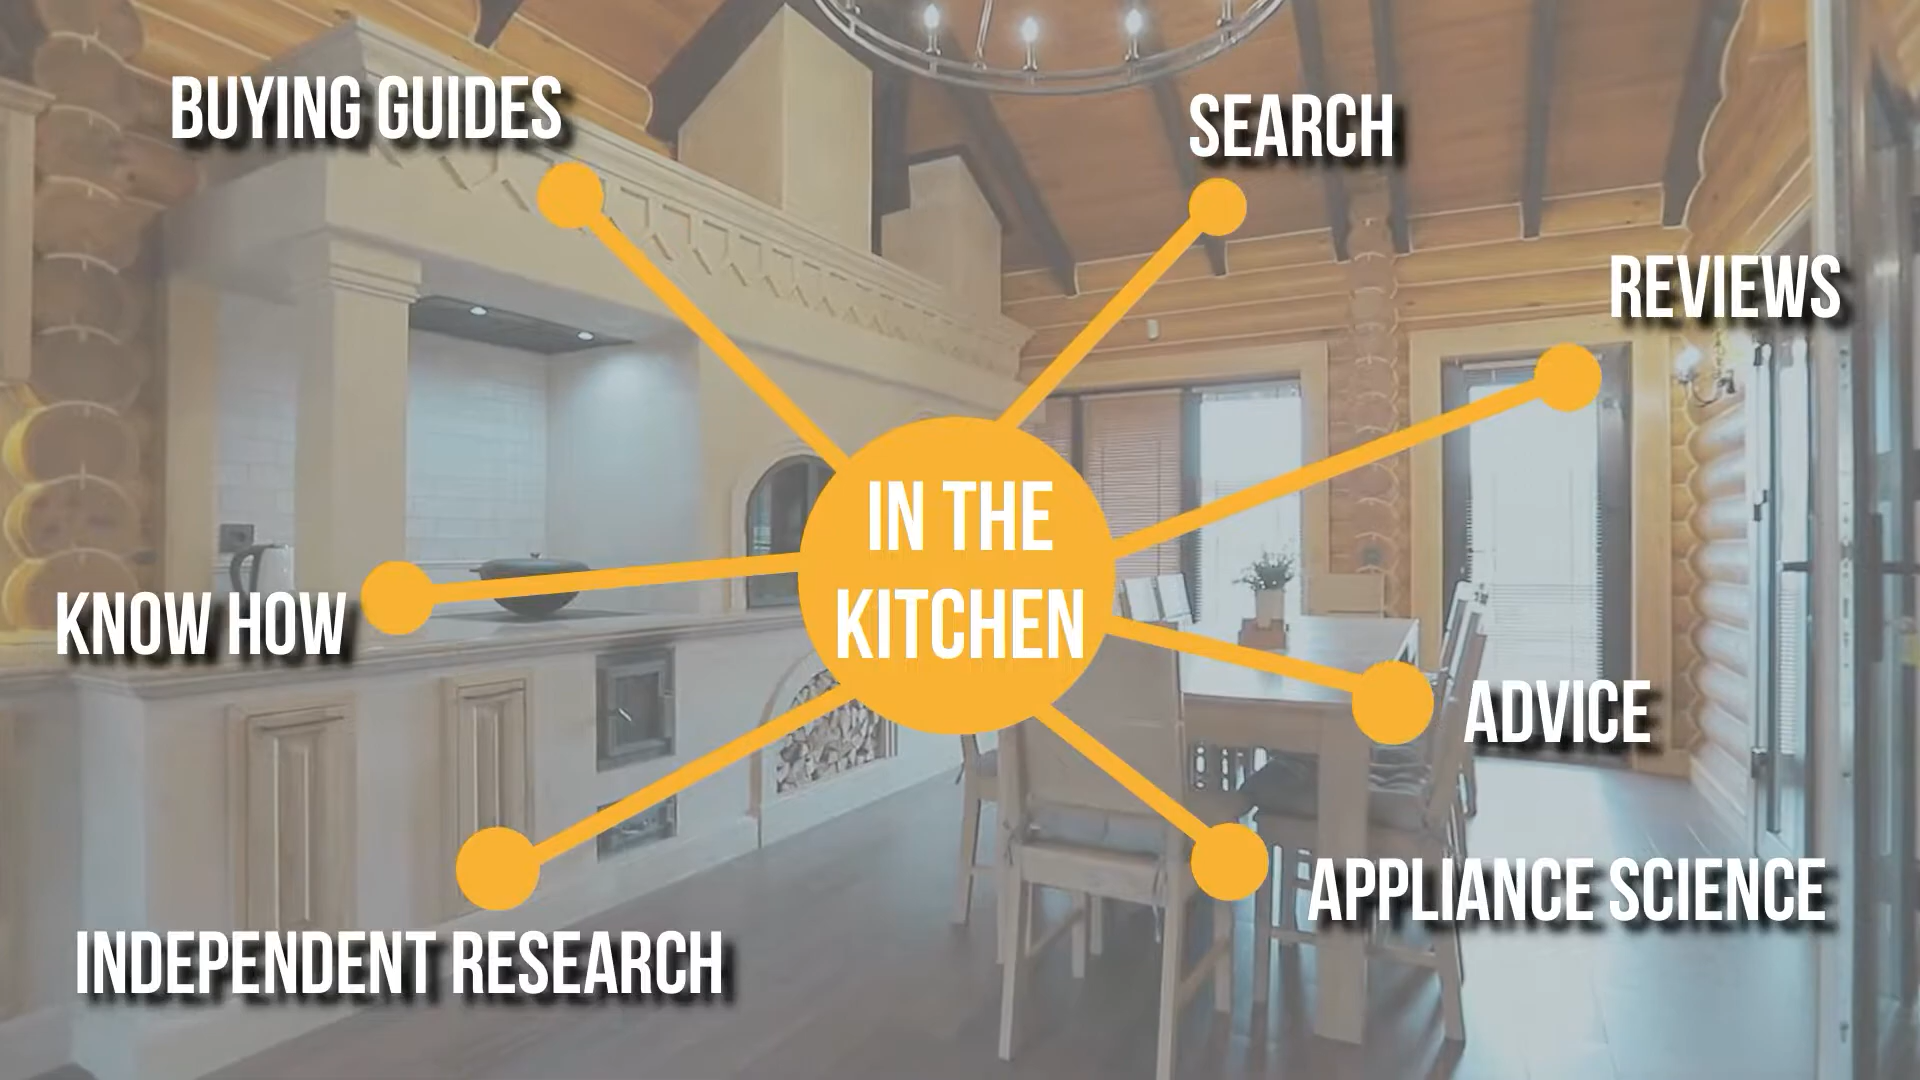 BUYING GUIDES
SEARCH
REVIEWS
IN THE
KITCHEN
KNOW HOW
ADVICE
APPLIANCE SCIENCE
INDEPENDENT RESEARCH